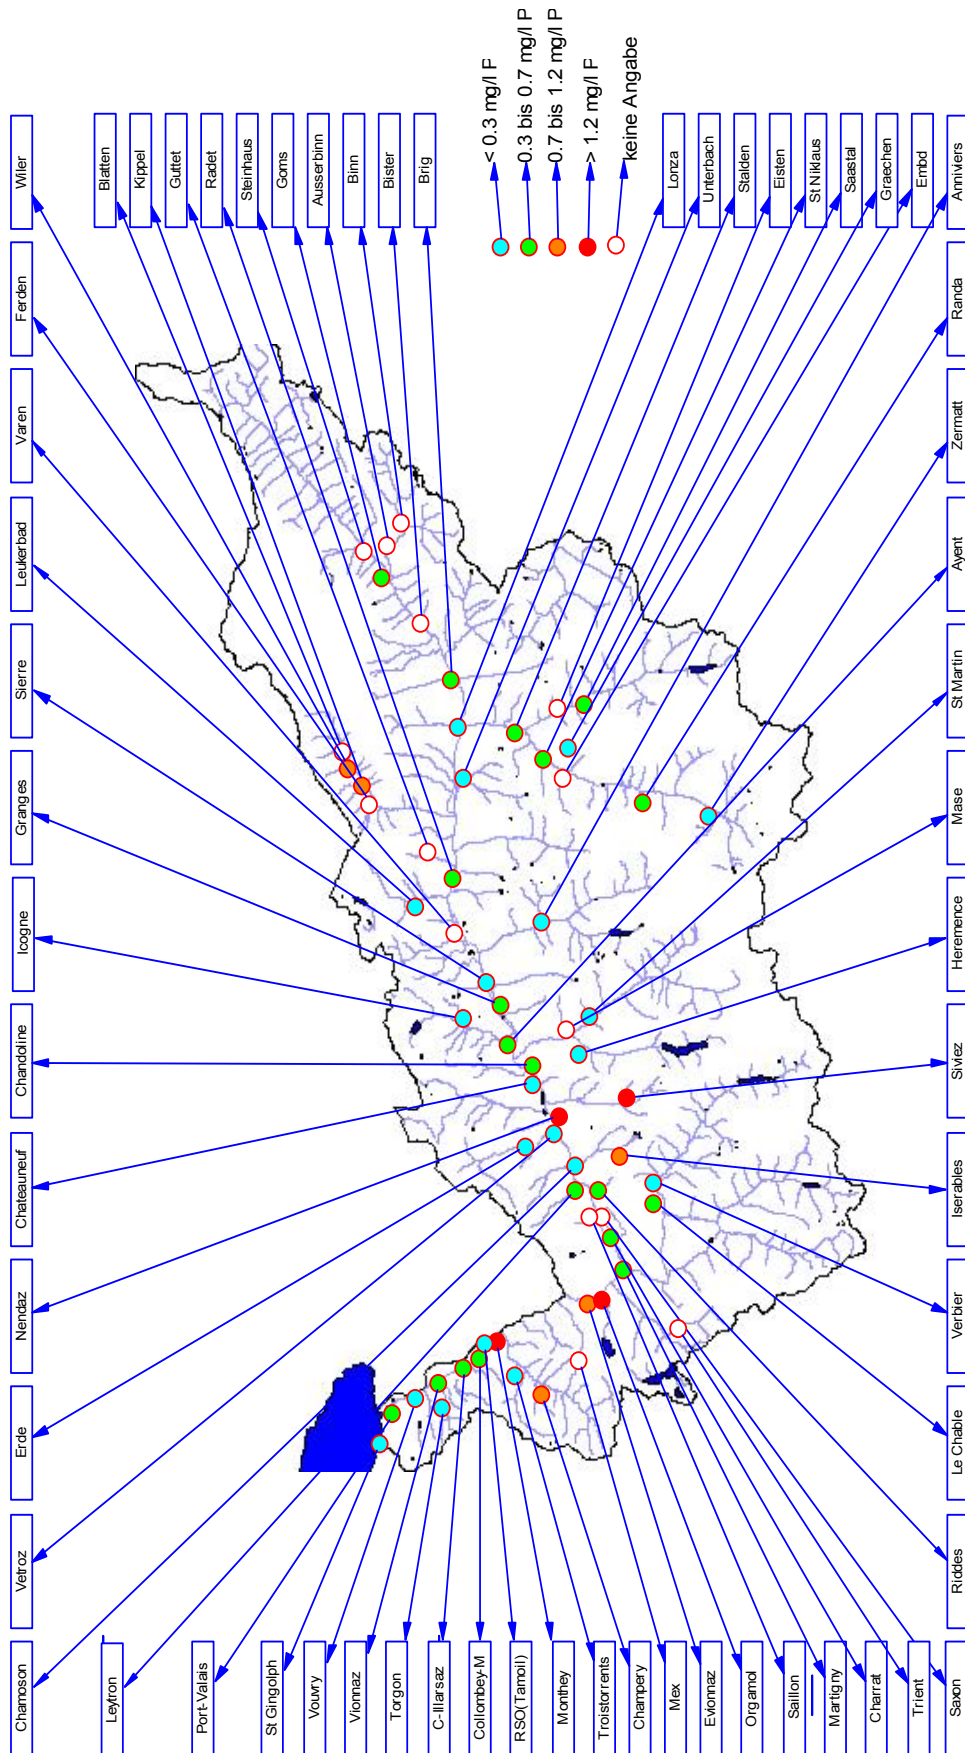 Chamoson
Vetroz
Erde
Nendaz
Chateauneuf
Chandoline
Icogne
Granges
Sierre
Leukerbad
Varen
Ferden
Wiler
Blatten
Kippel
Guttet
Radet
Steinhaus
Goms
Ausserbinn
Binn
Bister
Brig
< 0.3 mg/l P
0.3 bis 0.7 mg/l P
0.7 bis 1.2 mg/l P
> 1.2 mg/l P
keine Angabe
Lonza
Unterbach
Stalden
Eisten
St Niklaus
Saastal
Graechen
Embd
Leytron
Port-Valais
St Gingolph
Vouvry
Vionnaz
Torgon
C-Illarsaz
Collombey-M
RSO(Tamoil)
Monthey
Troistorrents
Champery
Mex
Evionnaz
Orgamol
Saillon
Martigny
Charrat
Trient
Saxon
Riddes
Le Chable
Verbier
Iserables
Siviez
Heremence
Mase
St Martin
Ayent
Zermatt
Randa
Anniviers